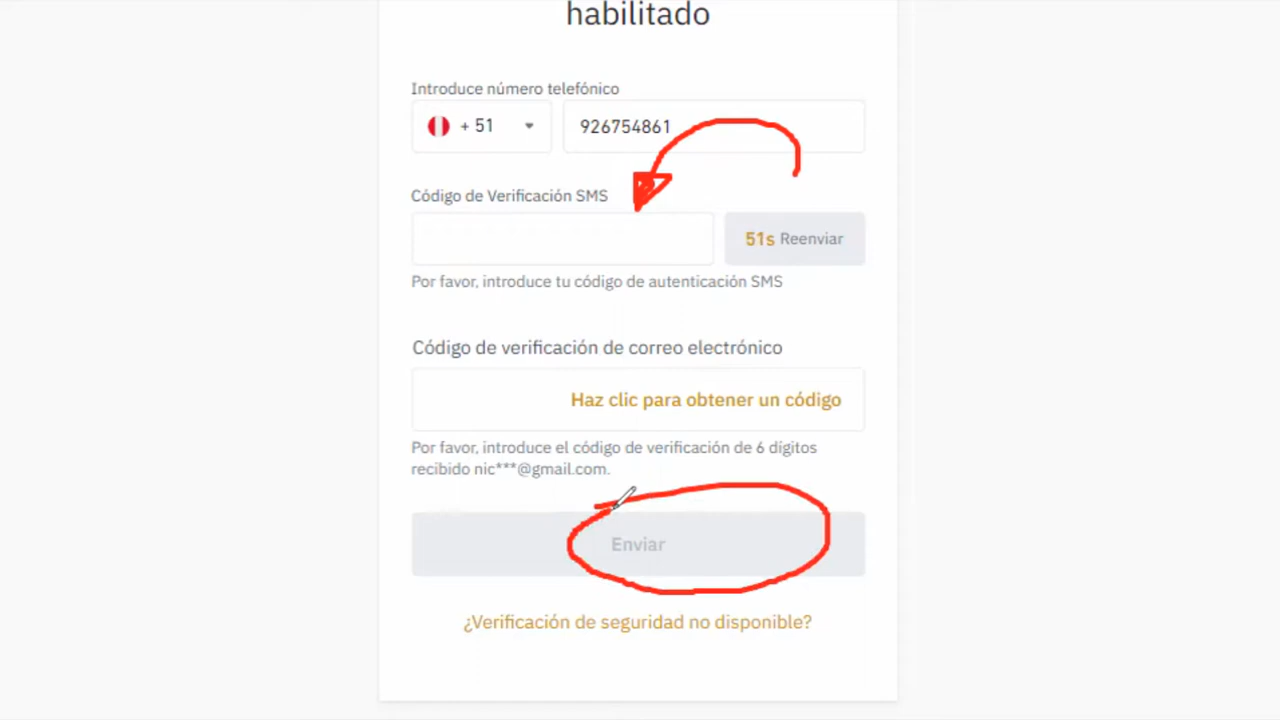 habilitado
Introduce número telefónico
+ 51
926754861
Código de Verificación SMS
51s Reenviar
Por favor, introduce tu código de autenticación SMS
Código de verificación de correo electrónico
Haz clic para obtener un código
Por favor, introduce el código de verificación de 6 dígitos
recibido nic***@gmail.com.
Enviar
¿Verificación de seguridad no disponible?